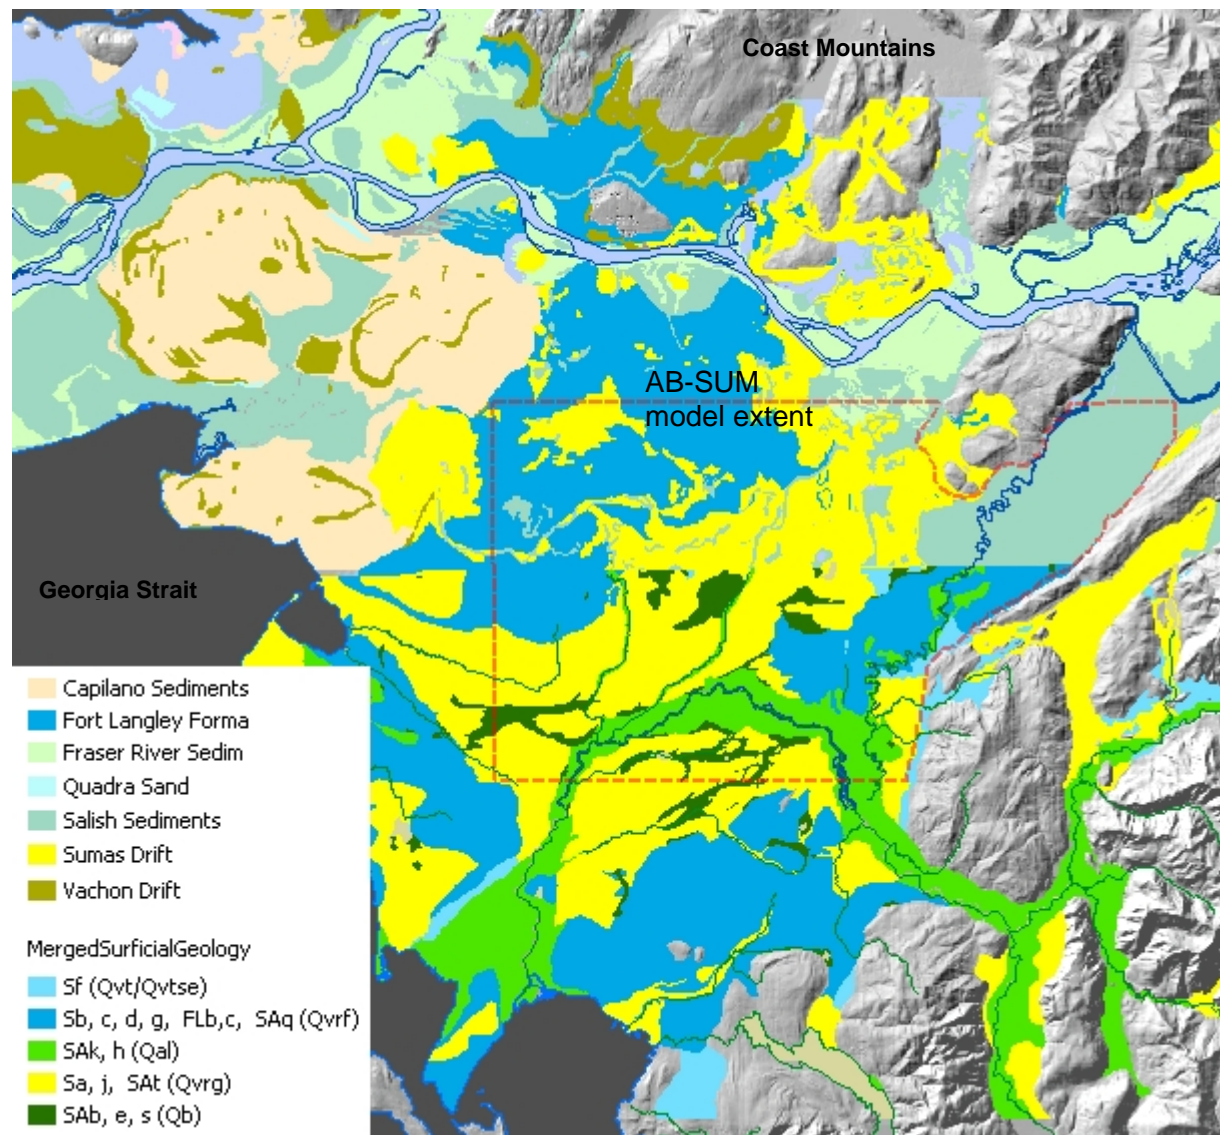 Coast Mountains
AB-SUM
model extent
Georgia Strait
Capilano Sediments
Fort Langley Forma
Fraser River Sedim
Quadra Sand
Salish Sediments
Sumas Drift
Vachon Drift
MergedSurficialGeology
Sf (Qvt/Qvtse)
Sb, c, d, g, FLb,c, SAq (Qvrf)
SAk, h (Qal)
Sa, j, SAt (Qvrg)
SAb, e, s (Qb)